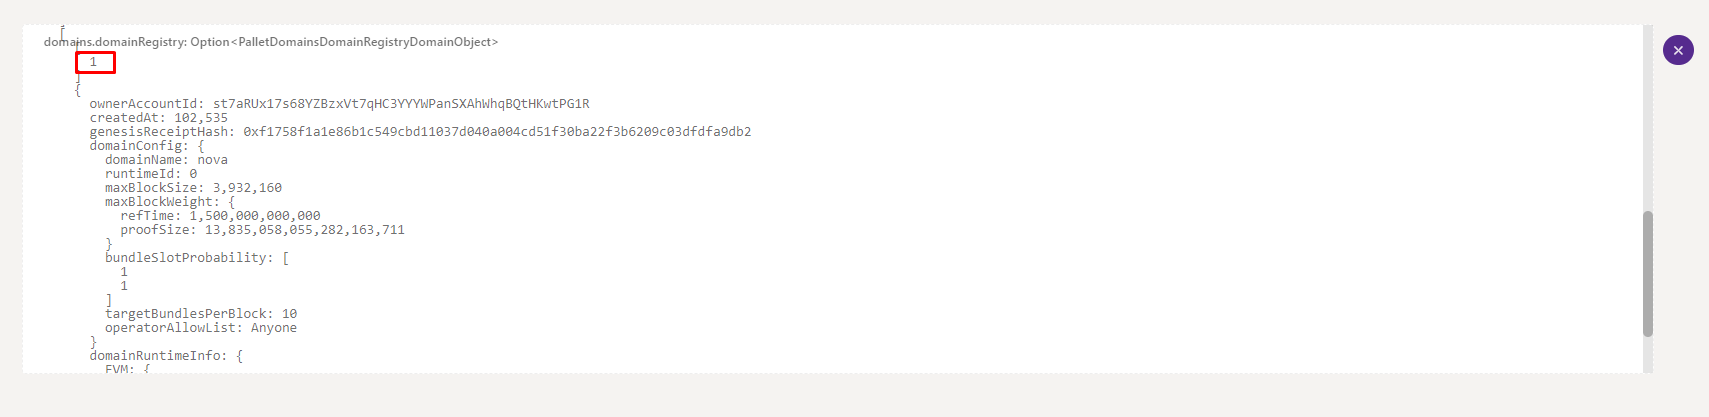 [
domains.domainRegistry: Option<PalletDomainsDomainRegistryDomainObject>
[
1
]
{
ownerAccountId: st7aRUx17s68YZBzxVt7qHC3YYYWPanSXAhWhqBQtHKwtPG1R
createdAt: 102,535
genesisReceiptHash: 0xf1758f1a1e86b1c549cbd11037d040a004cd51f30ba22f3b6209c03dfdfa9db2
domainConfig: {
domainName: nova
runtimeId: 0
maxBlockSize: 3,932,160
maxBlockWeight: {
refTime: 1,500,000,000,000
proofSize: 13,835,058,055,282,163,711
}
bundleSlotProbability: [
1
1
]
targetBundlesPerBlock: 10
operatorAllowList: Anyone
}
domainRuntimeInfo: {
EVM: {